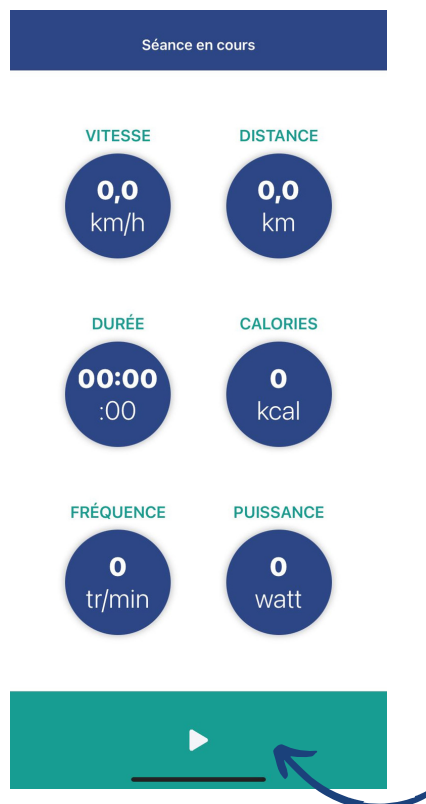 Séance en cours
VITESSE
0,0
km/h
DISTANCE
0,0
km
DURÉE
00:00
:00
CALORIES
0
kcal
FRÉQUENCE
0
tr/min
PUISSANCE
0
watt